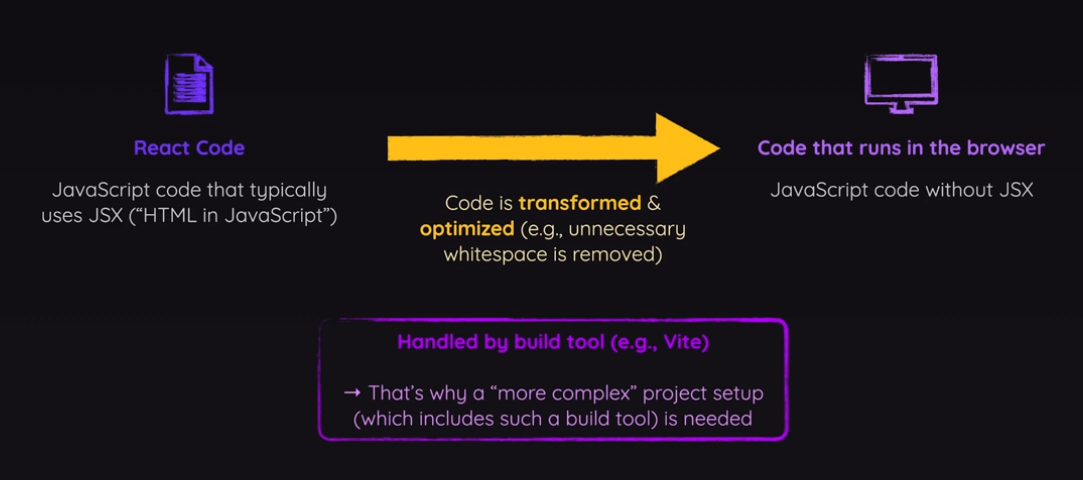 React Code
JavaScript code that typically
uses JSX (“HTML in JavaScript”)
Code is transformed &
optimized (e.g., unnecessary
whitespace is removed)
Code that runs in the browser
JavaScript code without JSX
Handled by build tool (e.g., Vite)
→ That’s why a “more complex” project setup
(which includes such a build tool) is needed